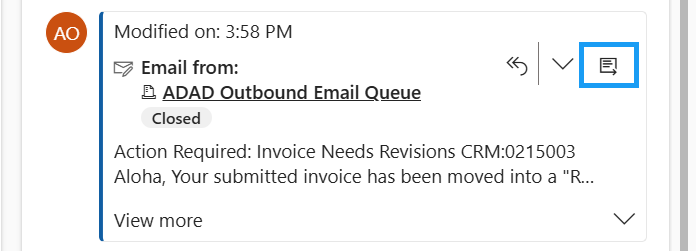 AO
Modified on: 3:58 PM
Email from:
ADAD Outbound Email Queue
Closed
Action Required: Invoice Needs Revisions CRM:0215003
Aloha, Your submitted invoice has been moved into a "R...
View more